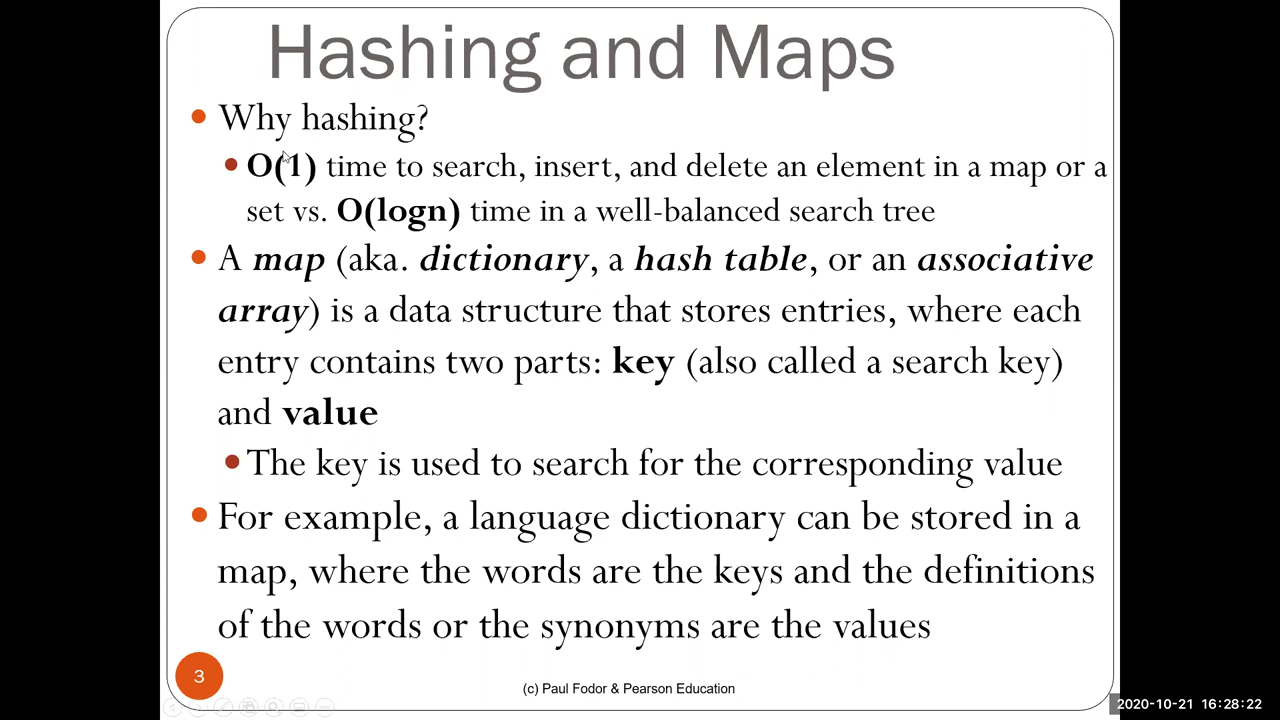 Hashing and Maps
Why hashing?
O(1) time to search, insert, and delete an element in a map or a
set vs. O(logn) time in a well-balanced search tree
A map (aka. dictionary, a hash table, or an associative
array) is a data structure that stores entries, where each
entry contains two parts: key (also called a search key)
and value
The key is used to search for the corresponding value
For example, a language dictionary can be stored in a
map, where the words are the keys and the definitions
of the words or the synonyms are the values
3
(c) Paul Fodor & Pearson Education
2020-10-21 16:28:22